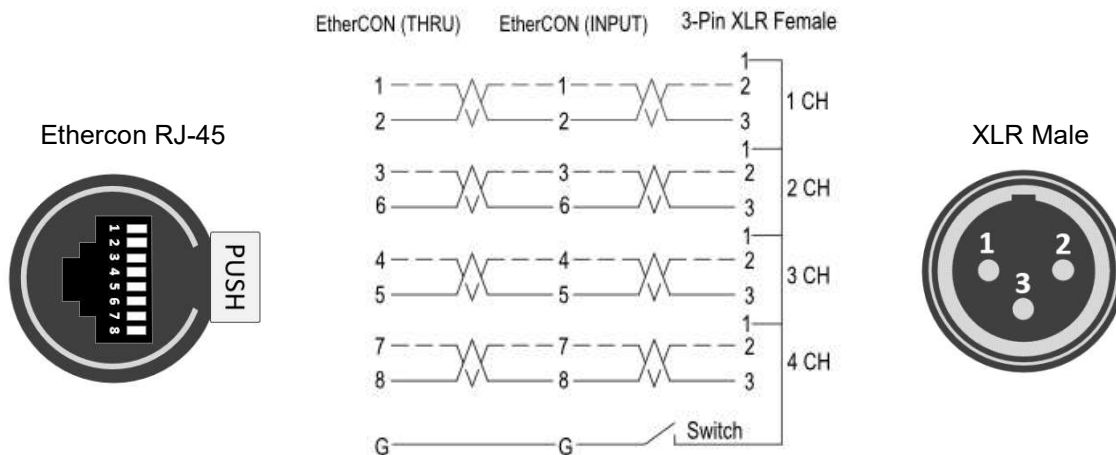 EtherCON (THRU) EtherCON (INPUT) 3-Pin XLR Female
Ethercon RJ-45
1
2
3
4
5
6
7
8
PUSH
1
1 1 2
2 2 3
1 CH
1
3 3 2
6 6 3
2 CH
1
4 4 2
5 5 3
3 CH
1
7 7 2
8 8 3
4 CH
G G Switch
XLR Male
1 2
3